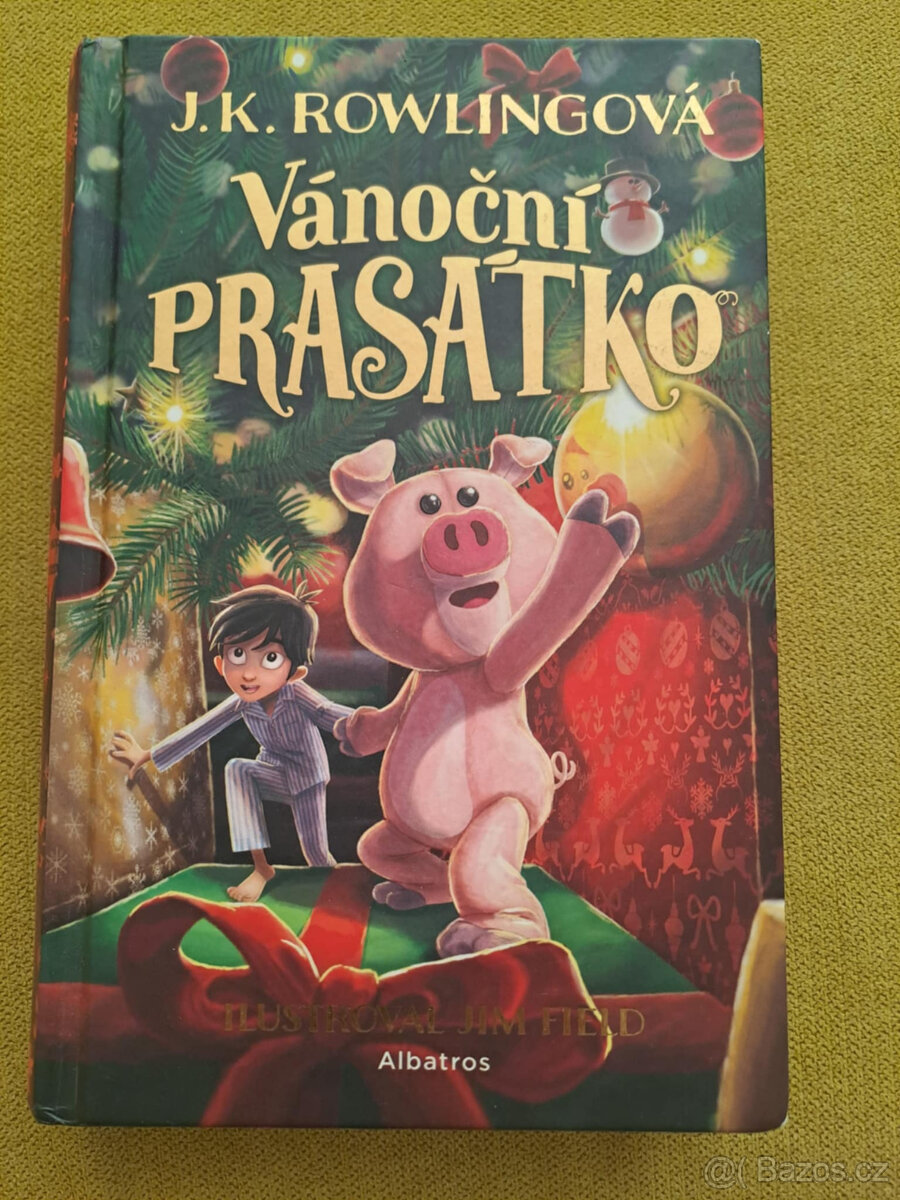 J.K. ROWLINGOVÁ
Vánoční
PRASÁTKO
ILUSTROVAL JIM FIELD
Albatros
@( Bazos.cz